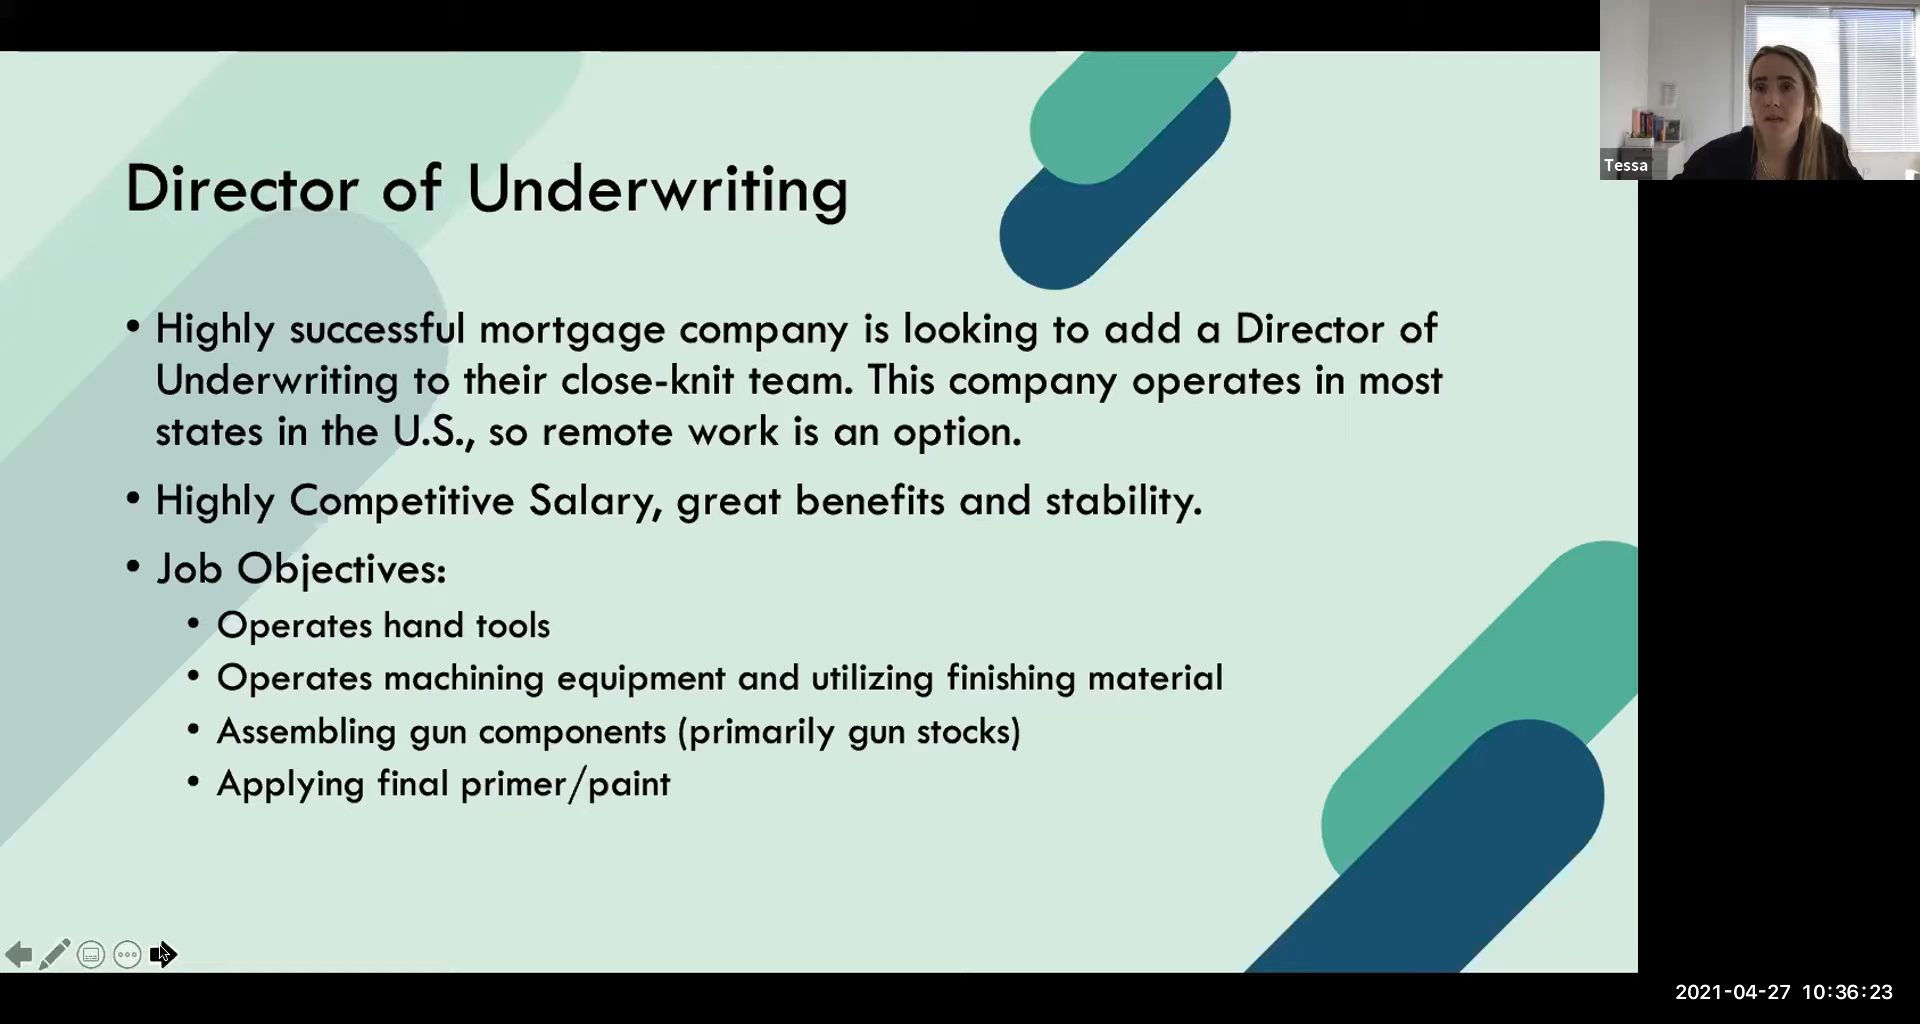 Director of Underwriting
• Highly successful mortgage company is looking to add a Director of
Underwriting to their close-knit team. This company operates in most
states in the U.S., so remote work is an option.
• Highly Competitive Salary, great benefits and stability.
• Job Objectives:
• Operates hand tools
• Operates machining equipment and utilizing finishing material
• Assembling gun components (primarily gun stocks)
• Applying final primer/paint
Tessa
2021-04-27 10:36:23